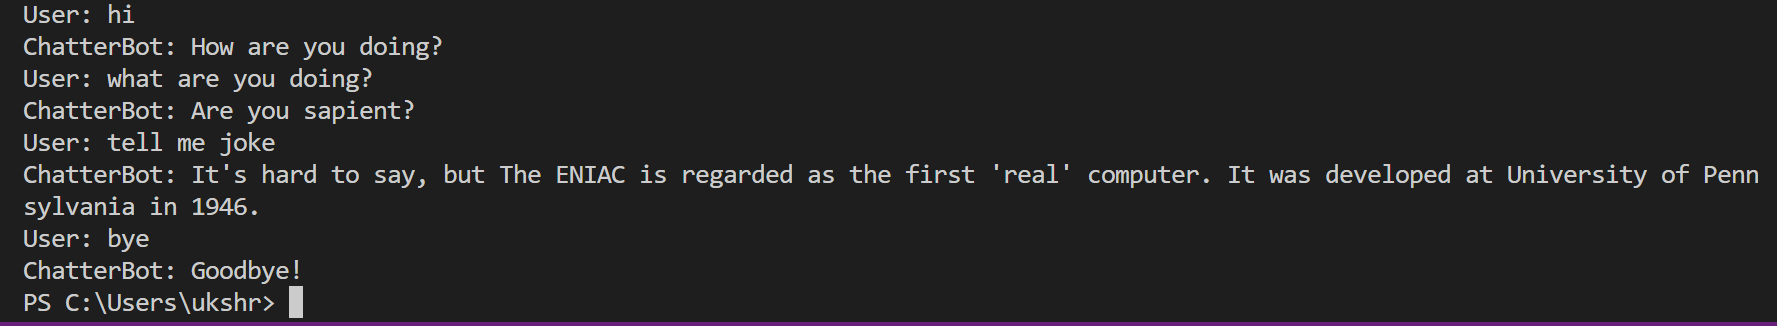 User: hi
ChatterBot: How are you doing?
User: what are you doing?
ChatterBot: Are you sapient?
User: tell me joke
ChatterBot: It's hard to say, but The ENIAC is regarded as the first 'real' computer. It was developed at University of Penn
sylvania in 1946.
User: bye
ChatterBot: Goodbye!
PS C:\Users\ukshr>